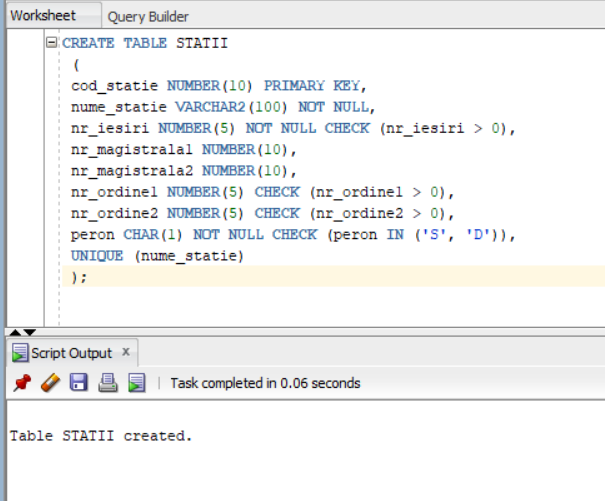 Worksheet Query Builder
CREATE TABLE STATII
(
cod_statie NUMBER(10) PRIMARY KEY,
nume_statie VARCHAR2(100) NOT NULL,
nr_iesiri NUMBER(5) NOT NULL CHECK (nr_iesiri > 0),
nr_magistrala1 NUMBER(10),
nr_magistrala2 NUMBER(10),
nr_ordine1 NUMBER(5) CHECK (nr_ordine1 > 0),
nr_ordine2 NUMBER(5) CHECK (nr_ordine2 > 0),
peron CHAR(1) NOT NULL CHECK (peron IN ('S', 'D')),
UNIQUE (nume_statie)
);
Script Output x
Task completed in 0.06 seconds
Table STATII created.